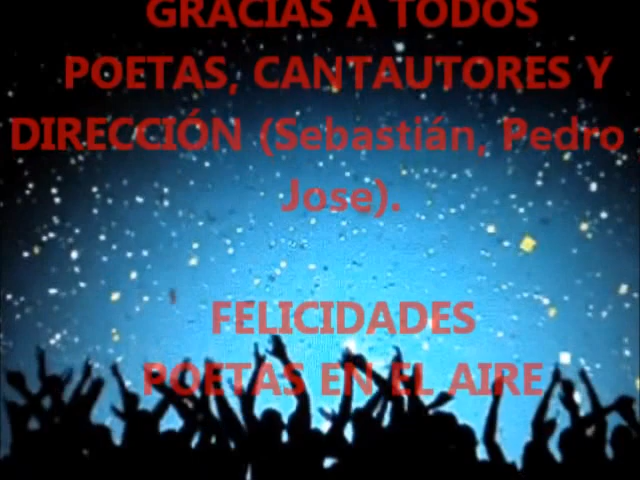 GRACIAS A TODOS
POETAS, CANTAUTORES Y
DIRECCIÓN (Sebastián, Pedro
Jose).
FELICIDADES
POETAS EN EL AIRE